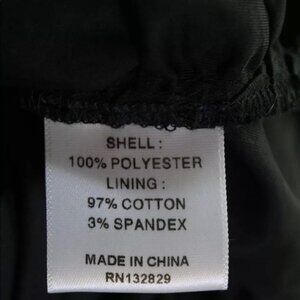 SHELL :
100% POLYESTER
LINING :
97% COTTON
3% SPANDEX
MADE IN CHINA
RN132829